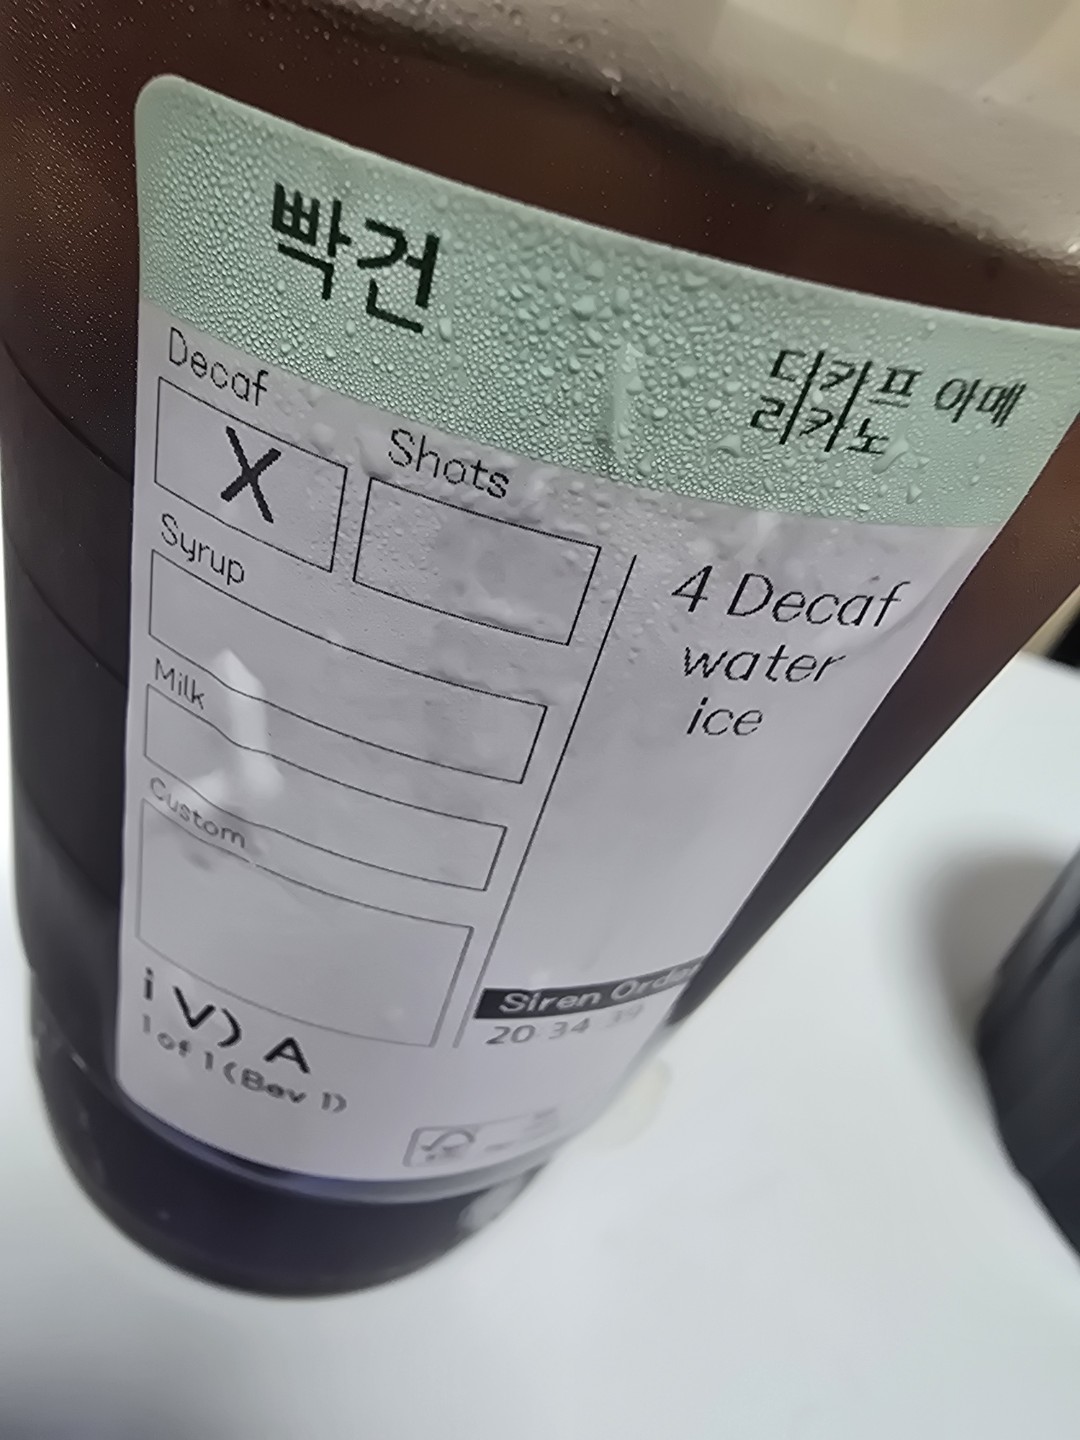 빡건
디카프 아메
리카노
Decaf
X
Shots
Syrup
Milk
Custom
4 Decaf
water
ice
Siren Order
20:34:39
i V) A
1 of 1 (Bev 1)